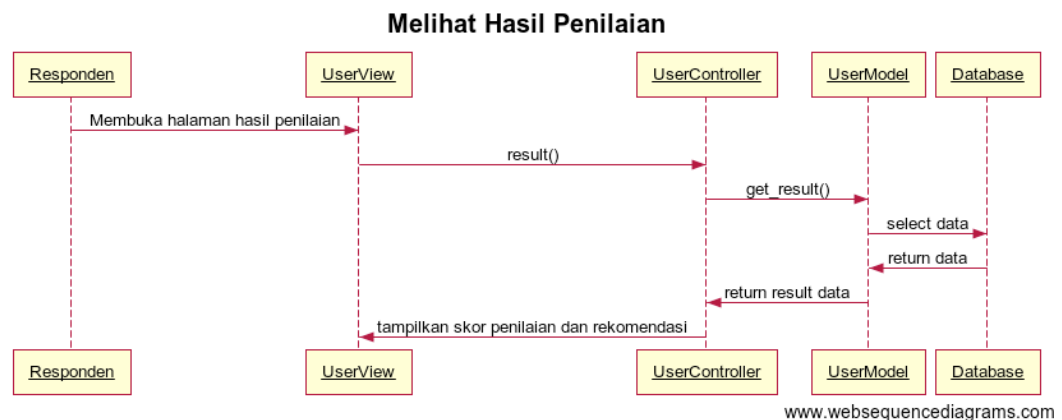 Melihat Hasil Penilaian
Responden
UserView
UserController
UserModel
Database
Membuka halaman hasil penilaian
result()
get_result()
select data
return data
return result data
tampilkan skor penilaian dan rekomendasi
Responden
UserView
UserController
UserModel
Database
www.websequencediagrams.com